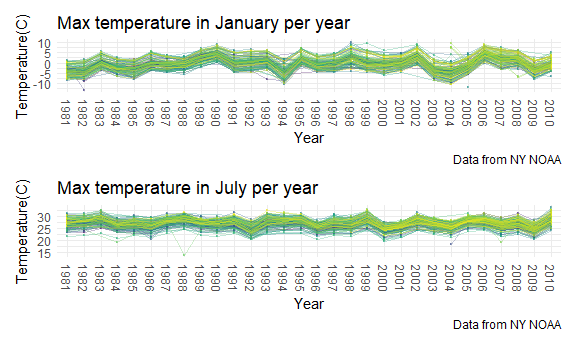 Max temperature in January per year
Temperature(C)
10
5
0
-5
-10
1981 1982 1983 1984 1985 1986 1987 1988 1989 1990 1991 1992 1993 1994 1995 1996 1997 1998 1999 2000 2001 2002 2003 2004 2005 2006 2007 2008 2009 2010
Year
Data from NY NOAA
Max temperature in July per year
Temperature(C)
30
25
20
15
1981 1982 1983 1984 1985 1986 1987 1988 1989 1990 1991 1992 1993 1994 1995 1996 1997 1998 1999 2000 2001 2002 2003 2004 2005 2006 2007 2008 2009 2010
Year
Data from NY NOAA